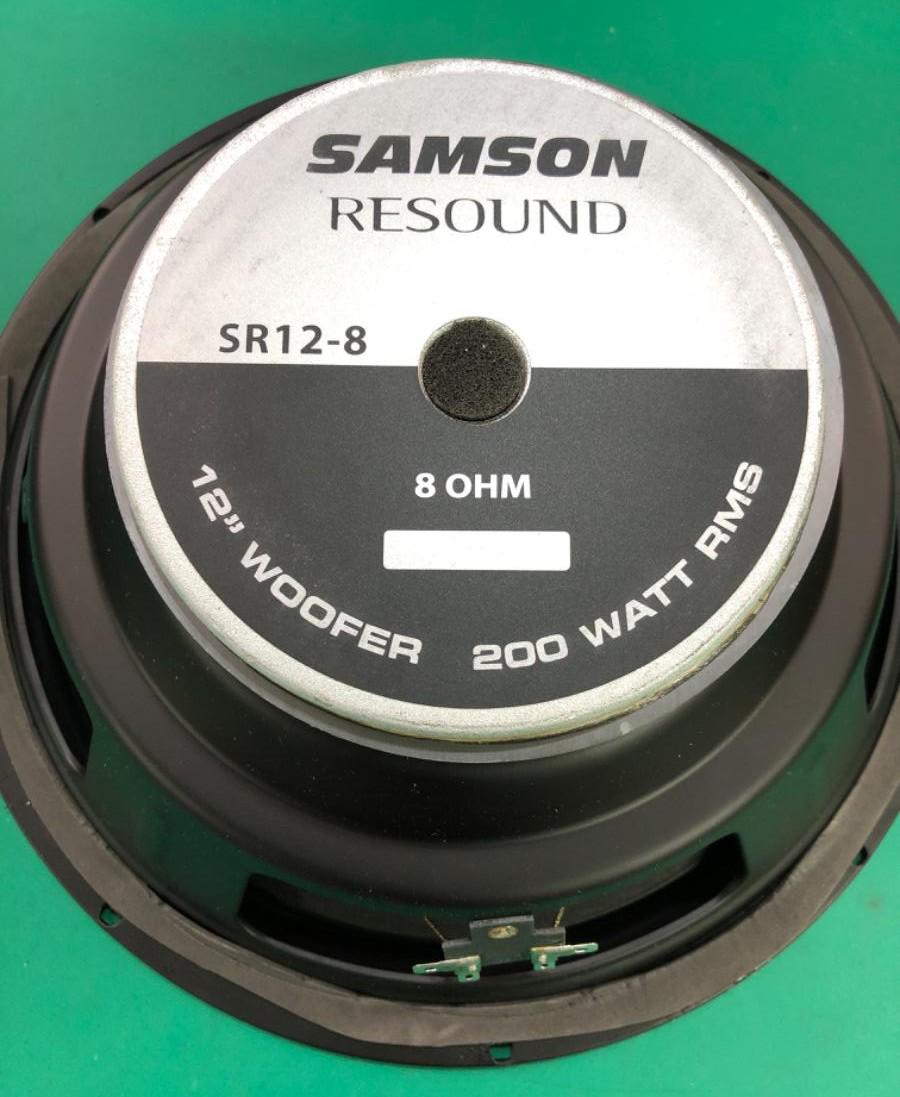 SAMSON
RESOUND
SR12-8
8 OHM
12" WOOFER
200 WATT RMS